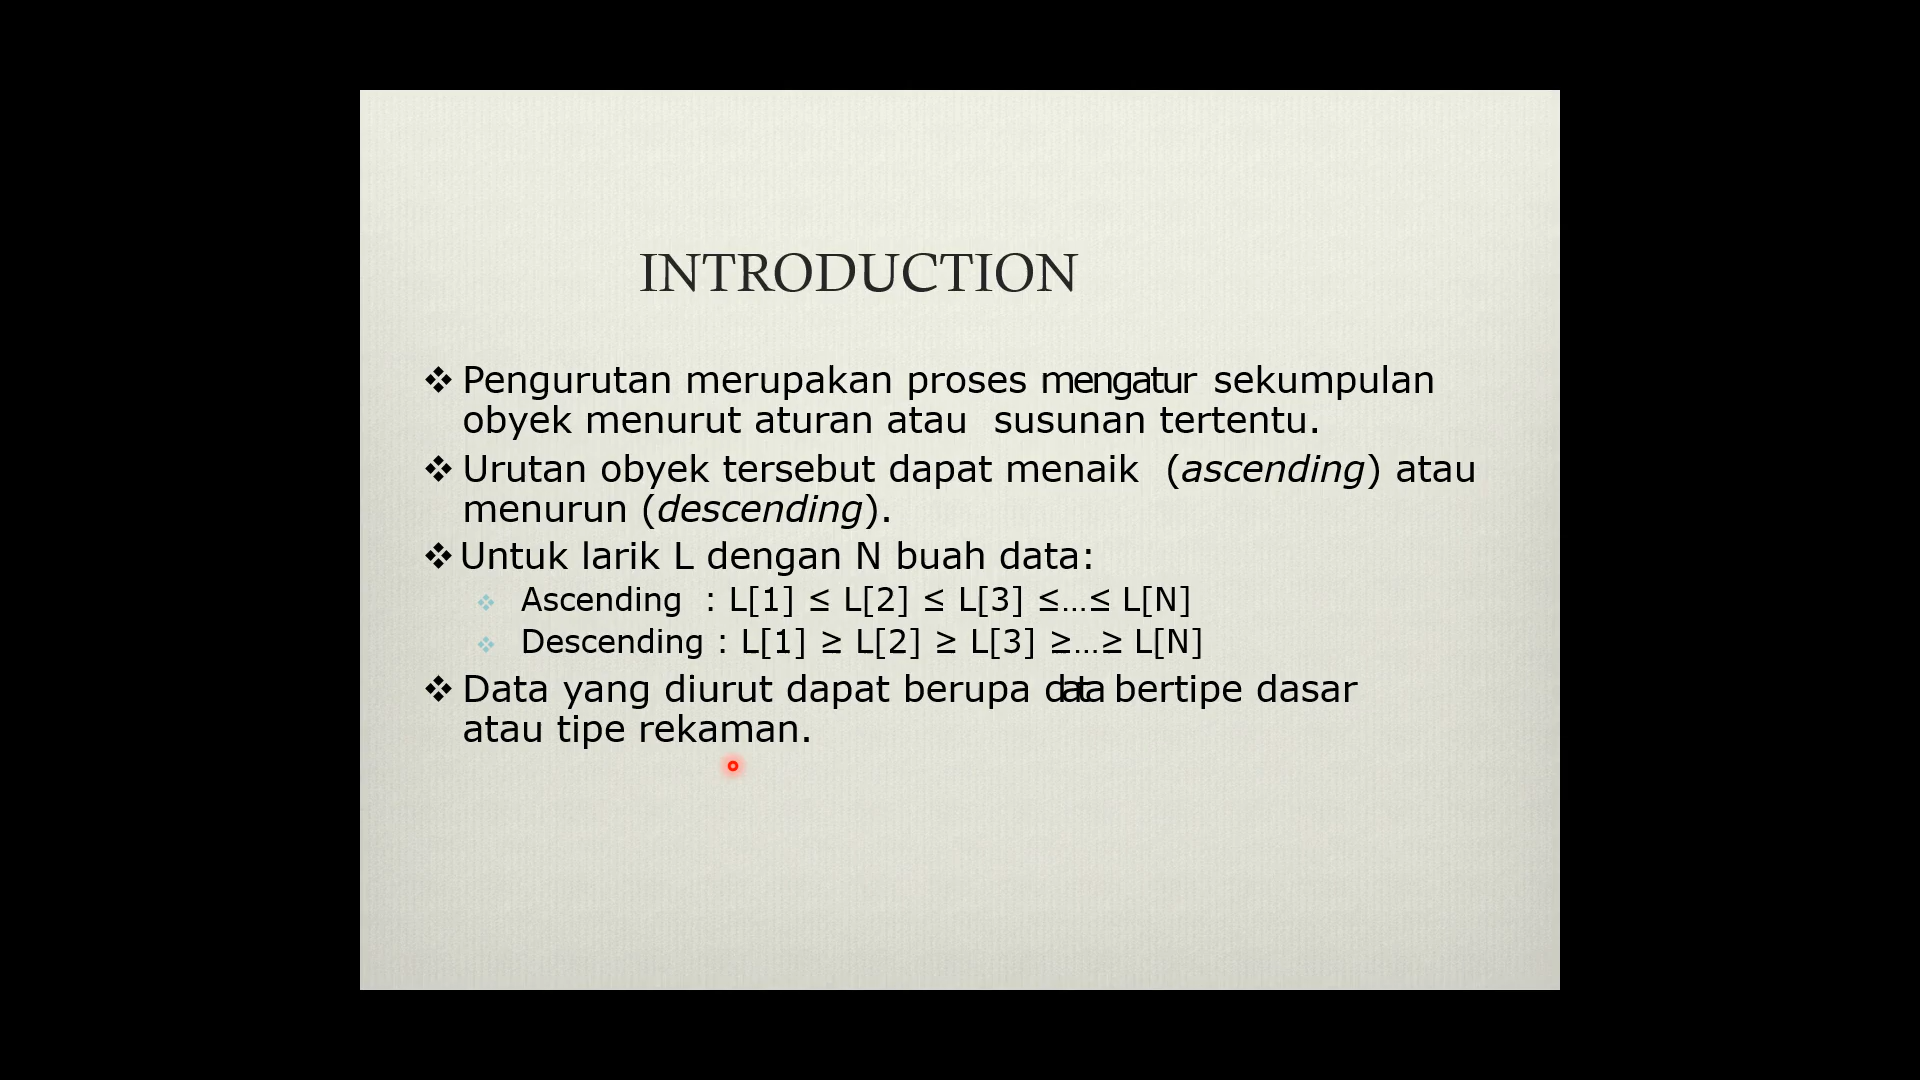 INTRODUCTION
❖ Pengurutan merupakan proses mengatur sekumpulan
obyek menurut aturan atau susunan tertentu.
❖ Urutan obyek tersebut dapat menaik (ascending) atau
menurun (descending).
❖ Untuk larik L dengan N buah data:
❖ Ascending : L[1] ≤ L[2] ≤ L[3] ≤…≤ L[N]
❖ Descending : L[1] ≥ L[2] ≥ L[3] ≥…≥ L[N]
❖ Data yang diurut dapat berupa data bertipe dasar
atau tipe rekaman.